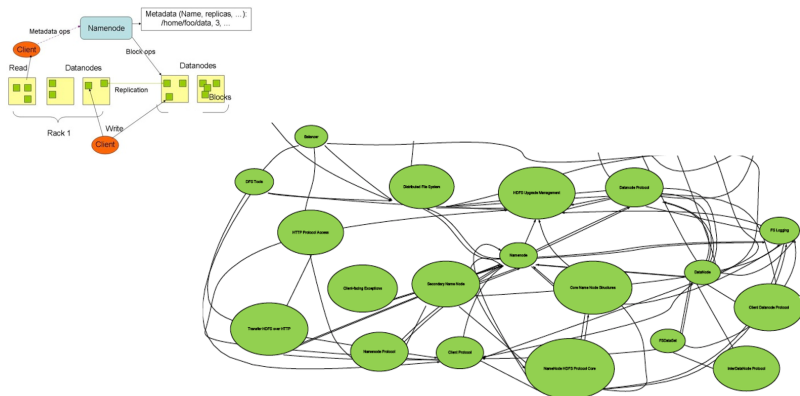 Metadata (Name, replicas, ...):
/home/foo/data, 3, ...
Metadata ops
Namenode
Client
Block ops
Read
Datanodes
Datanodes
Replication
Blocks
Rack 1
Write
Client
Balancer
DFS Tools
Distributed File System
HDFS Upgrade Management
Datanode Protocol
HTTP Protocol Access
FS Logging
Namenode
DataNode
Client-facing Exceptions
Secondary Name Node
Core Name Node Structures
Client Datanode Protocol
Transfer HDFS over HTTP
Namenode Protocol
Client Protocol
FSDataSet
NameNode HDFS Protocol Core
InterDataNode Protocol